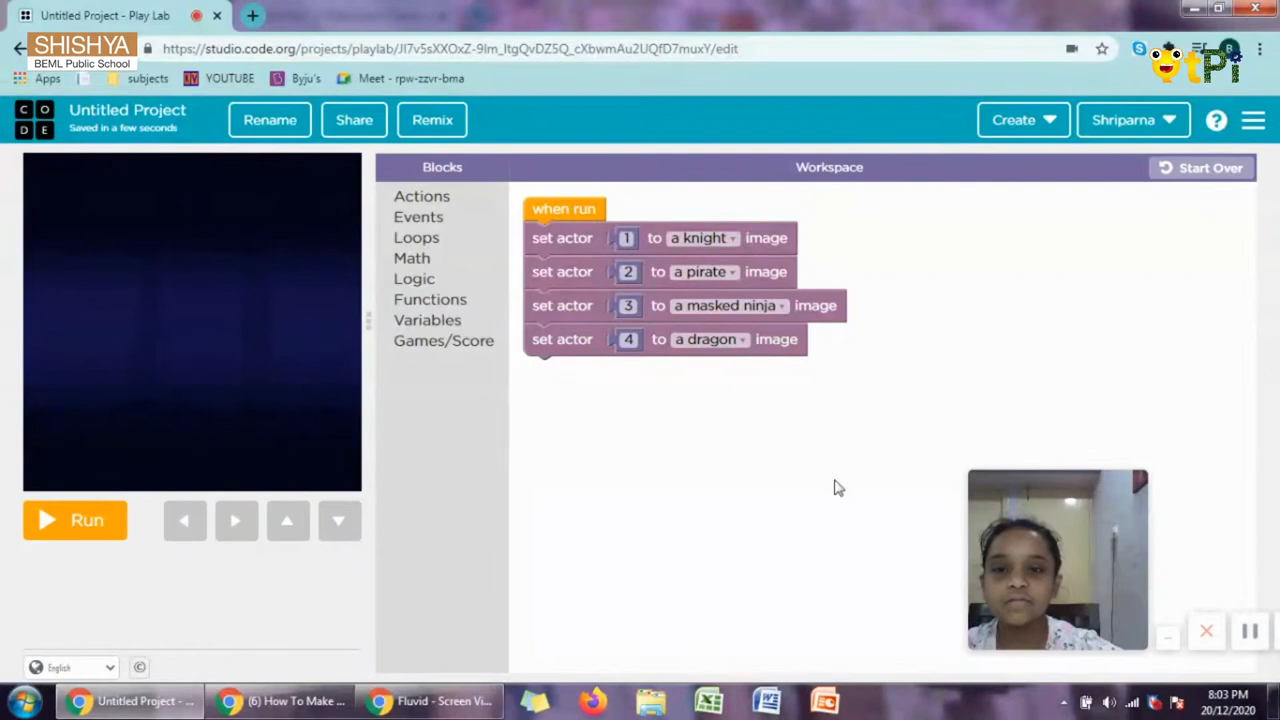 Untitled Project - Play Lab
SHISHYA
BEML Public School
https://studio.code.org/projects/playlab/
/edit
B
tPi
Apps
subjects
YOUTUBE
Byju's
Meet - rpw-zzvr-bma
CODE
Untitled Project
Saved in a few seconds
Rename
Share
Remix
Create
Shriparna
?
Blocks
Workspace
Start Over
Actions
Events
Loops
Math
Logic
Functions
Variables
Games/Score
when run
set actor 1 to a knight image
set actor 2 to a pirate image
set actor 3 to a masked ninja image
set actor 4 to a dragon image
Run
English
©
Untitled Project - ...
(6) How To Make ...
Fluvid - Screen Vi...
8:03 PM
20/12/2020